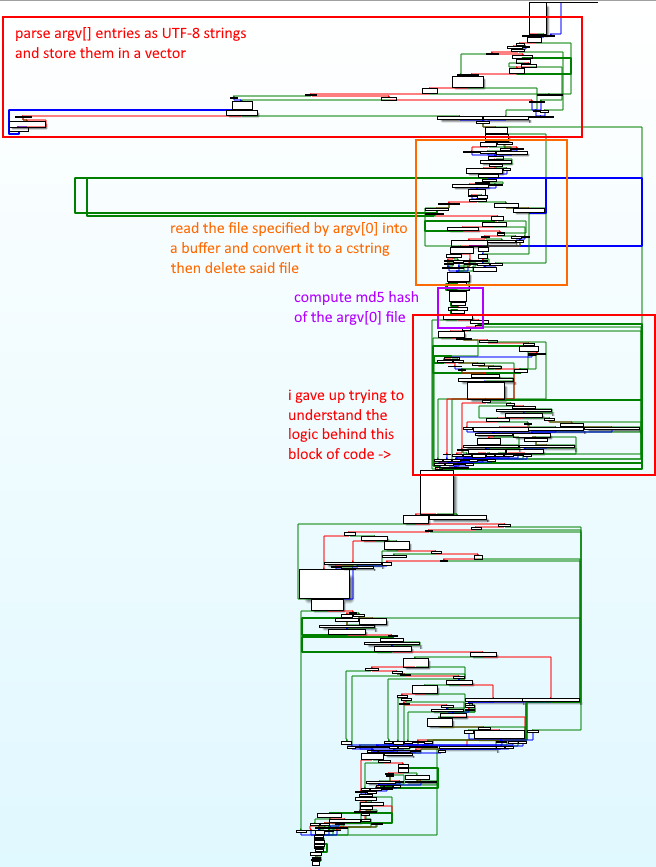 parse argv[] entries as UTF-8 strings
and store them in a vector
read the file specified by argv[0] into
a buffer and convert it to a cstring
then delete said file
compute md5 hash
of the argv[0] file
i gave up trying to
understand the
logic behind this
block of code ->